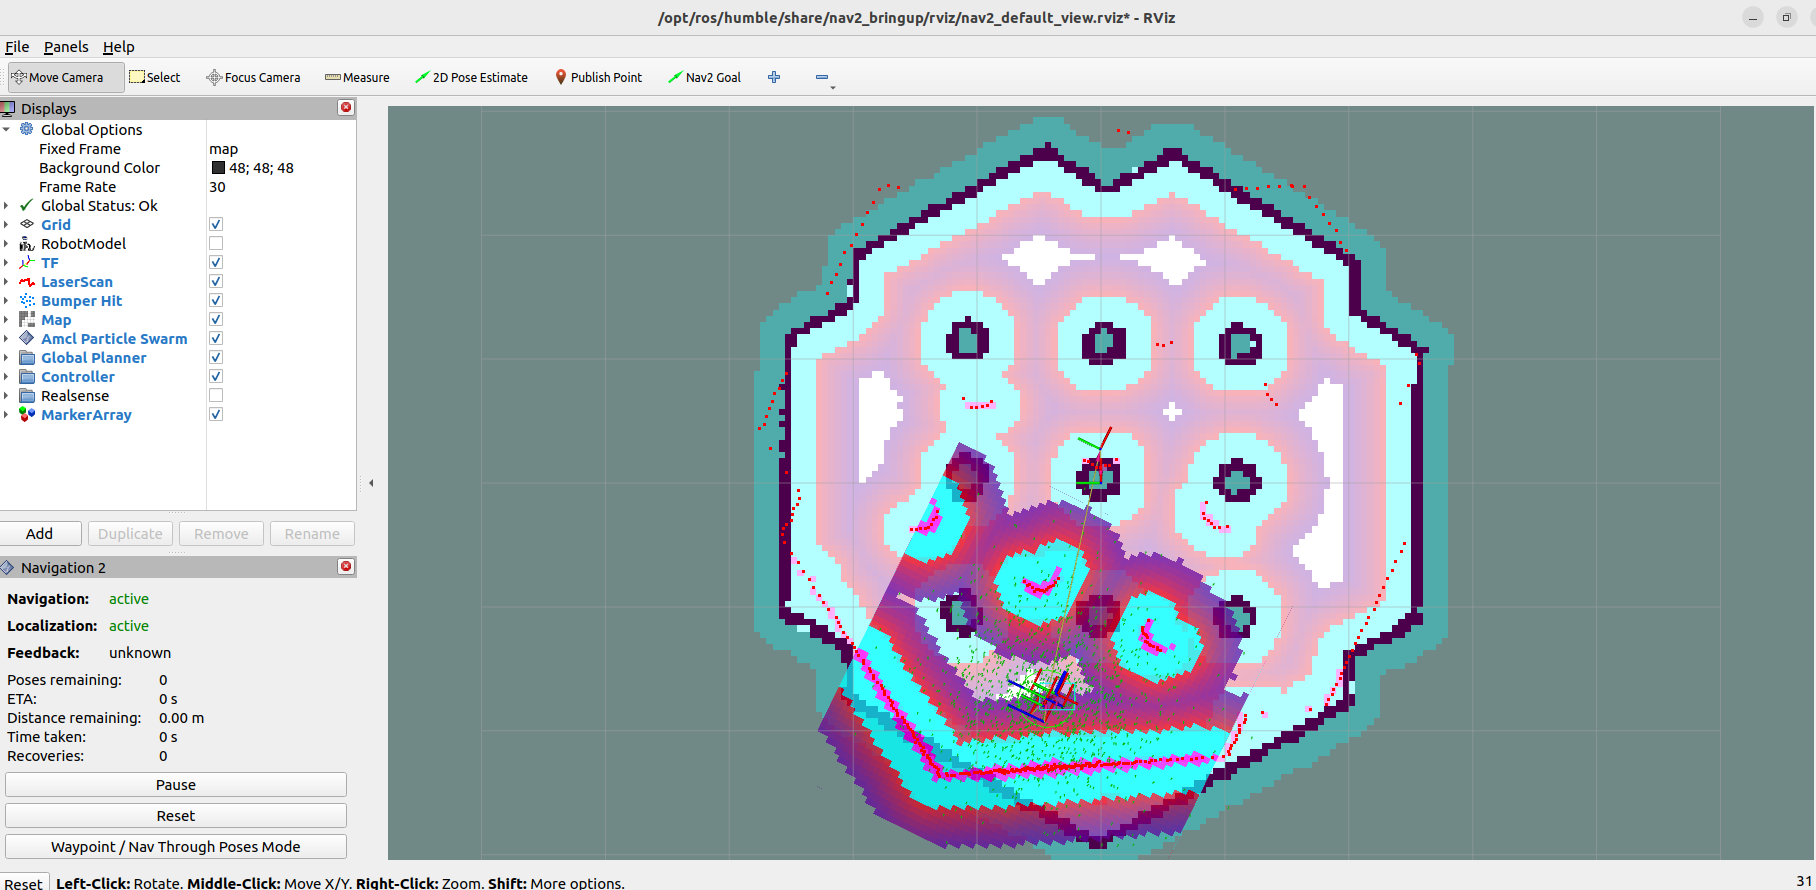 /opt/ros/humble/share/nav2_bringup/rviz/nav2_default_view.rviz* - RViz
File Panels Help
Move Camera Select Focus Camera Measure 2D Pose Estimate Publish Point Nav2 Goal
Displays
Global Options
Fixed Frame map
Background Color 48; 48; 48
Frame Rate 30
Global Status: Ok
Grid
RobotModel
TF
LaserScan
Bumper Hit
Map
Amcl Particle Swarm
Global Planner
Controller
Realsense
MarkerArray
Add Duplicate Remove Rename
Navigation 2
Navigation: active
Localization: active
Feedback: unknown
Poses remaining: 0
ETA: 0 s
Distance remaining: 0.00 m
Time taken: 0 s
Recoveries: 0
Pause
Reset
Waypoint / Nav Through Poses Mode
Reset Left-Click: Rotate. Middle-Click: Move X/Y. Right-Click: Zoom. Shift: More options. 31